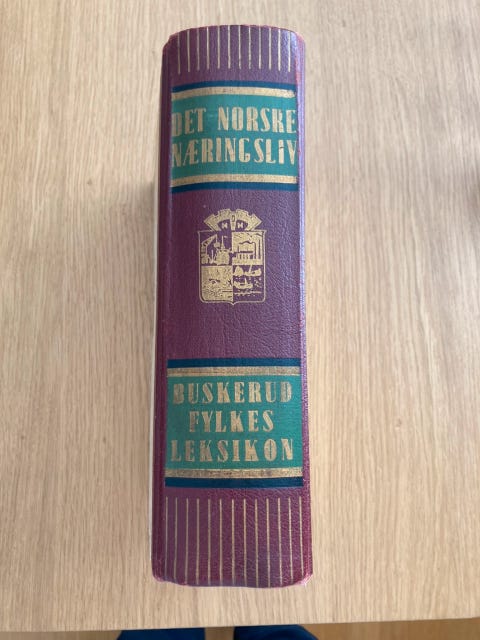 DET NORSKE
NÆRINGSLiV
BUSKERUD
FYLKES
LEKSIKON